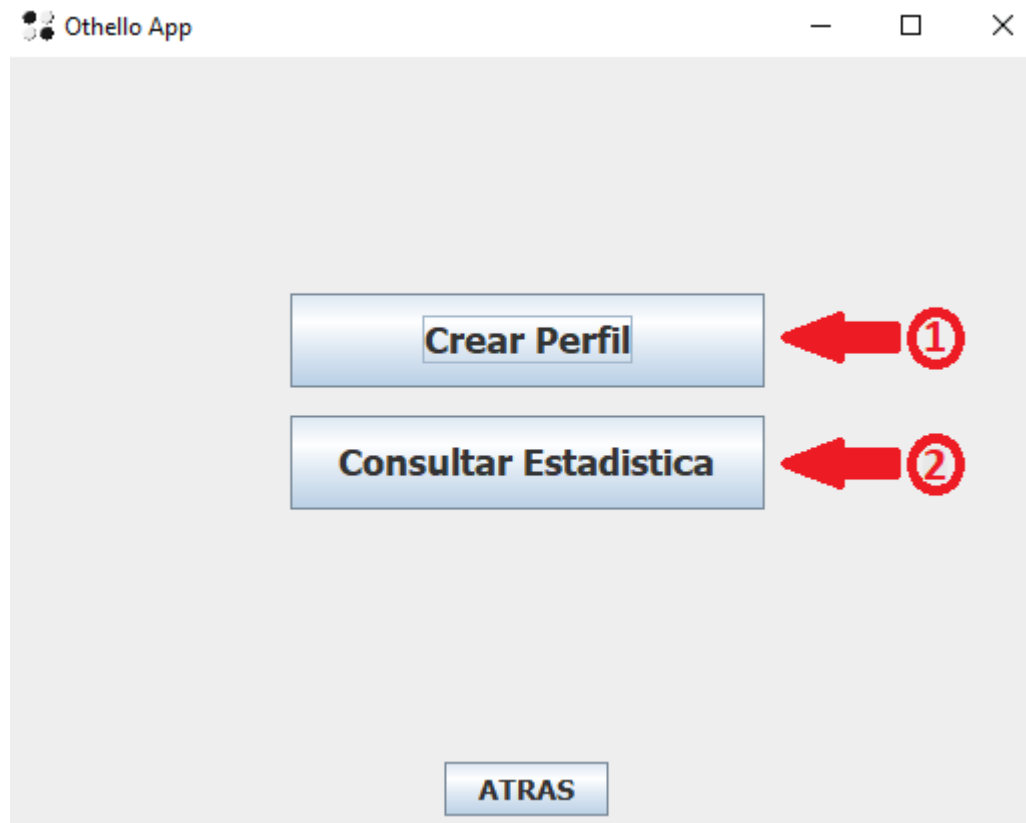 Othello App
Crear Perfil
1
Consultar Estadistica
2
ATRAS